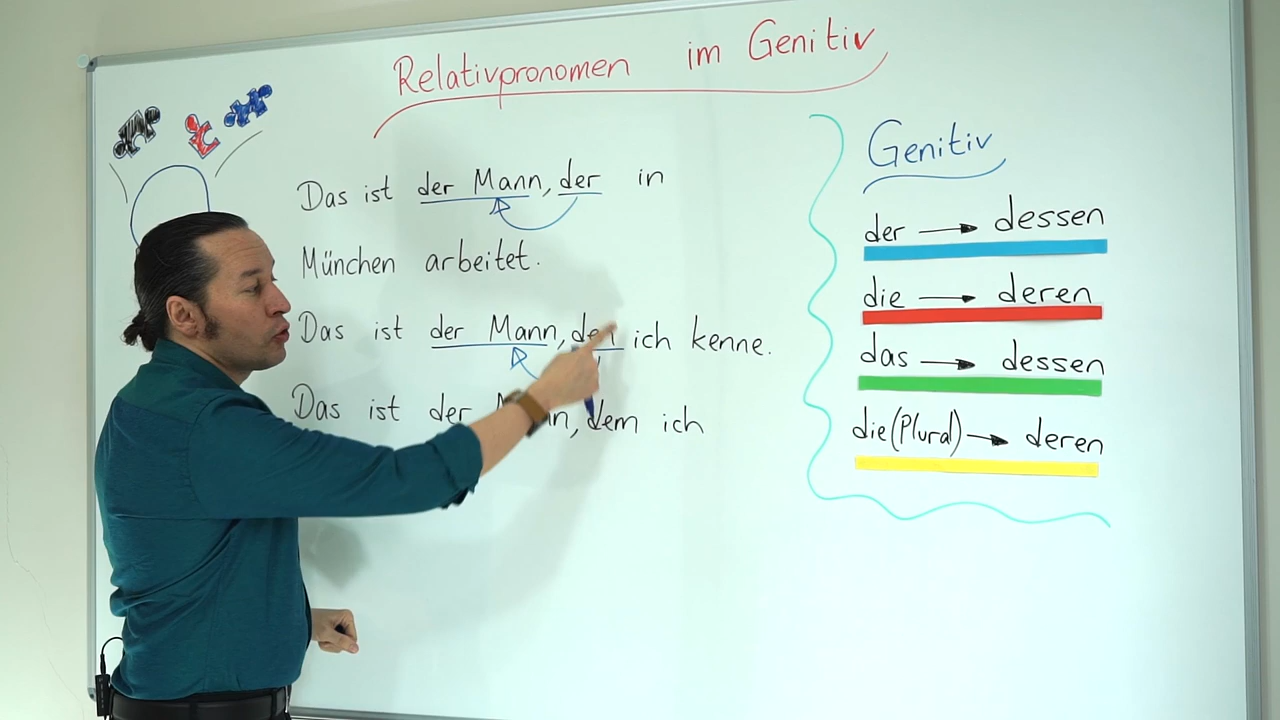 Relativpronomen im Genitiv
Das ist der Mann, der in
München arbeitet.
Das ist der Mann, ich kenne.
Das ist der dem ich
Genitiv
der → dessen
die → deren
das → dessen
die (Plural) → deren